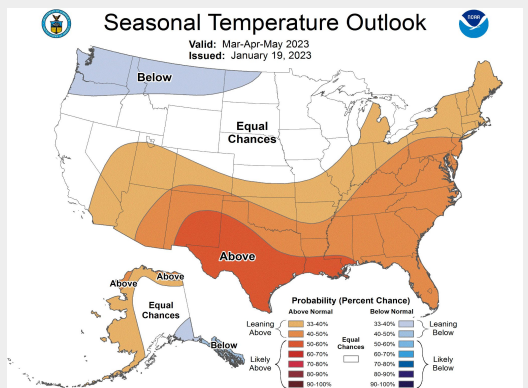 Seasonal Temperature Outlook
NOAA
Valid: Mar-Apr-May 2023
Issued: January 19, 2023
Below
Equal
Chances
Above
Above
Above
Equal
Chances
Below
Probability (Percent Chance)
Above Normal
Below Normal
Leaning
Above
Likely
Above
33-40%
40-50%
50-60%
60-70%
70-80%
80-90%
90-100%
Equal
Chances
33-40%
40-50%
50-60%
60-70%
70-80%
80-90%
90-100%
Leaning
Below
Likely
Below